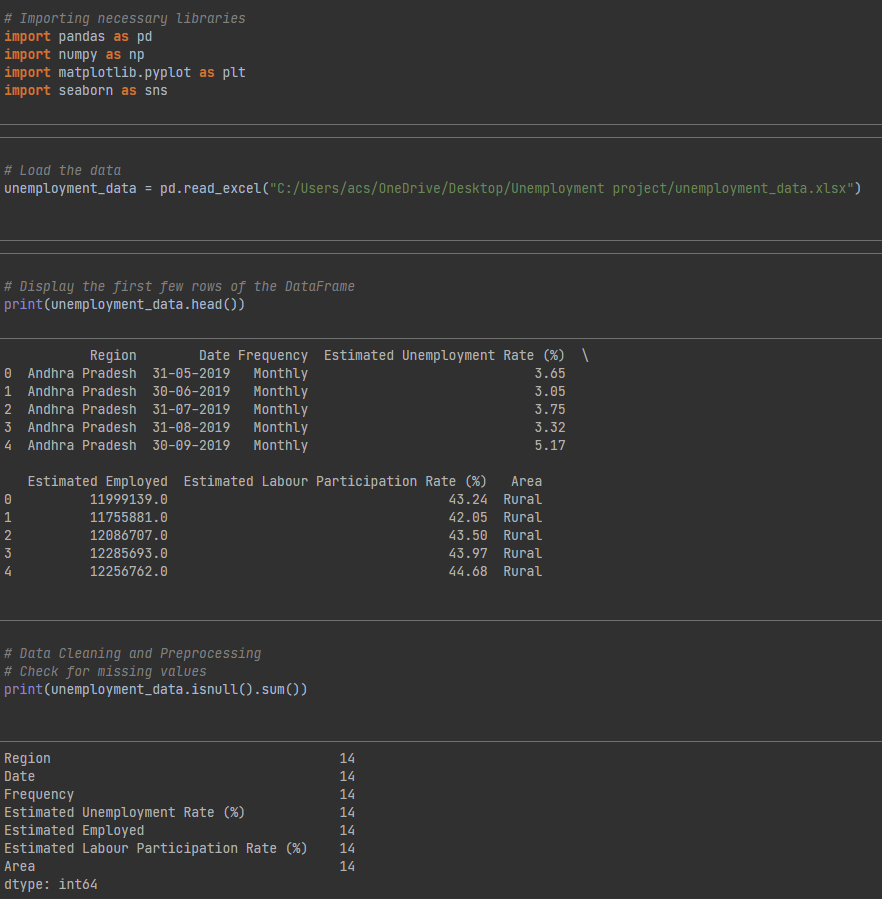 # Importing necessary libraries
import pandas as pd
import numpy as np
import matplotlib.pyplot as plt
import seaborn as sns
# Load the data
unemployment_data = pd.read_excel("C:/Users/acs/OneDrive/Desktop/Unemployment project/unemployment_data.xlsx")
# Display the first few rows of the DataFrame
print(unemployment_data.head())
           Region        Date Frequency  Estimated Unemployment Rate (%)  \
0  Andhra Pradesh  31-05-2019   Monthly                             3.65
1  Andhra Pradesh  30-06-2019   Monthly                             3.05
2  Andhra Pradesh  31-07-2019   Monthly                             3.75
3  Andhra Pradesh  31-08-2019   Monthly                             3.32
4  Andhra Pradesh  30-09-2019   Monthly                             5.17
   Estimated Employed  Estimated Labour Participation Rate (%)   Area
0          11999139.0                                    43.24  Rural
1          11755881.0                                    42.05  Rural
2          12086707.0                                    43.50  Rural
3          12285693.0                                    43.97  Rural
4          12256762.0                                    44.68  Rural
# Data Cleaning and Preprocessing
# Check for missing values
print(unemployment_data.isnull().sum())
Region                                     14
Date                                       14
Frequency                                  14
Estimated Unemployment Rate (%)            14
Estimated Employed                         14
Estimated Labour Participation Rate (%)    14
Area                                       14
dtype: int64